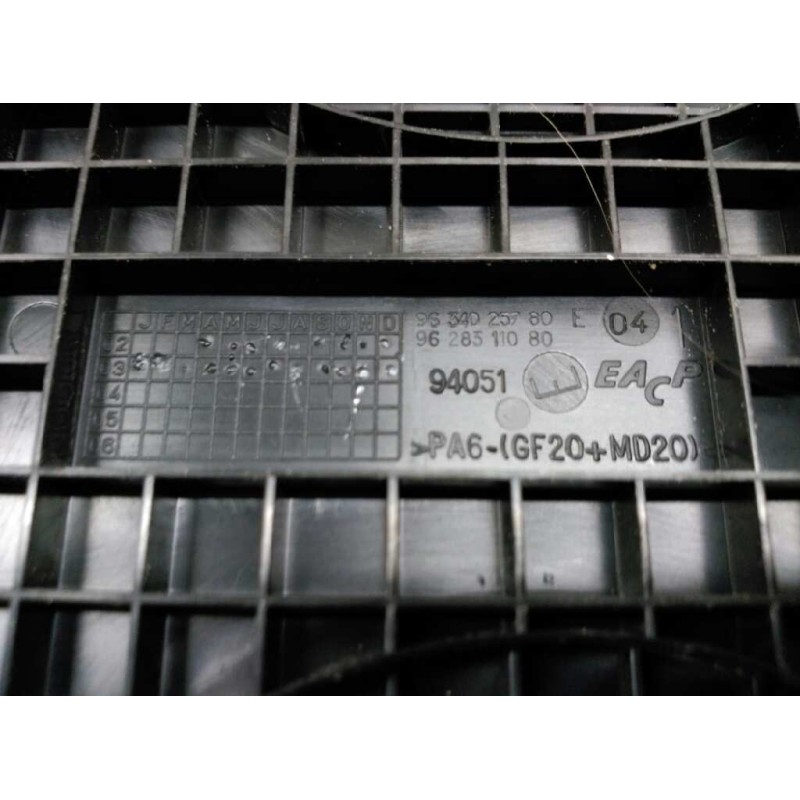 J F M A M J J A S O N D
2
3
4
5
6
96 340 257 80 E 04 1
96 283 110 80
94051 E EACP
>PA6-(GF20+MD20)